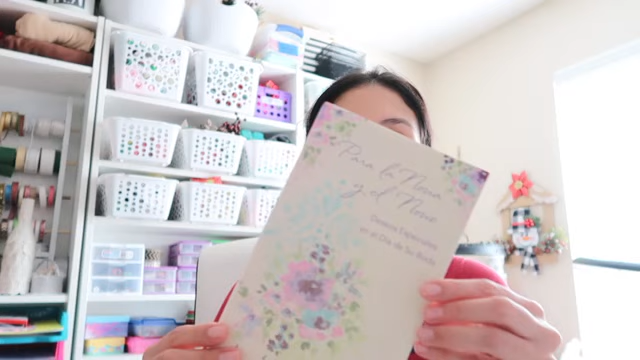 Para la Novia
y el Novio
Deseos Especiales
en el Día de Su Boda